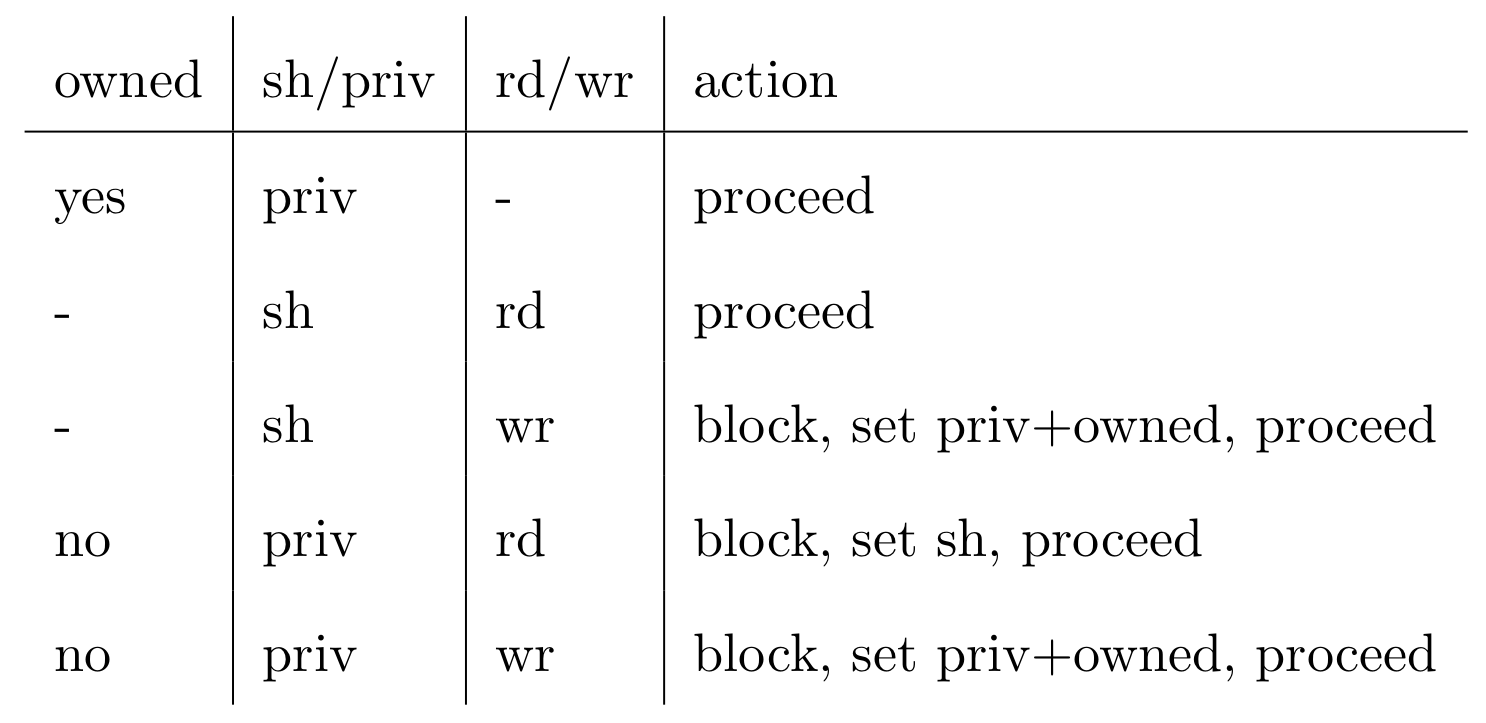 owned sh/priv rd/wr action
yes priv - proceed
- sh rd proceed
- sh wr block, set priv+owned, proceed
no priv rd block, set sh, proceed
no priv wr block, set priv+owned, proceed